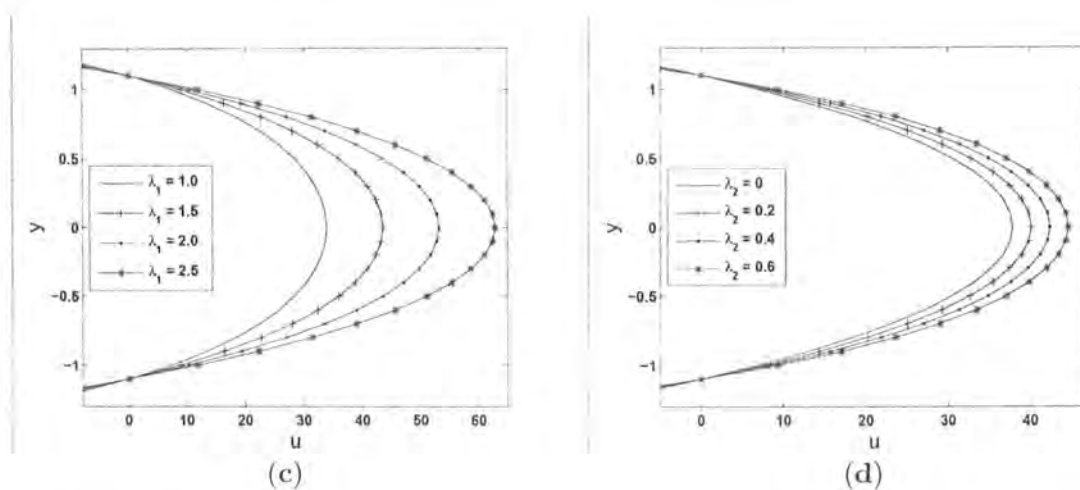 y
1
0.5
0
−0.5
−1
λ₁ = 1.0
λ₁ = 1.5
λ₁ = 2.0
λ₁ = 2.5
0 10 20 30 40 50 60
u
(c)
y
1
0.5
0
−0.5
−1
λ₂ = 0
λ₂ = 0.2
λ₂ = 0.4
λ₂ = 0.6
0 10 20 30 40
u
(d)